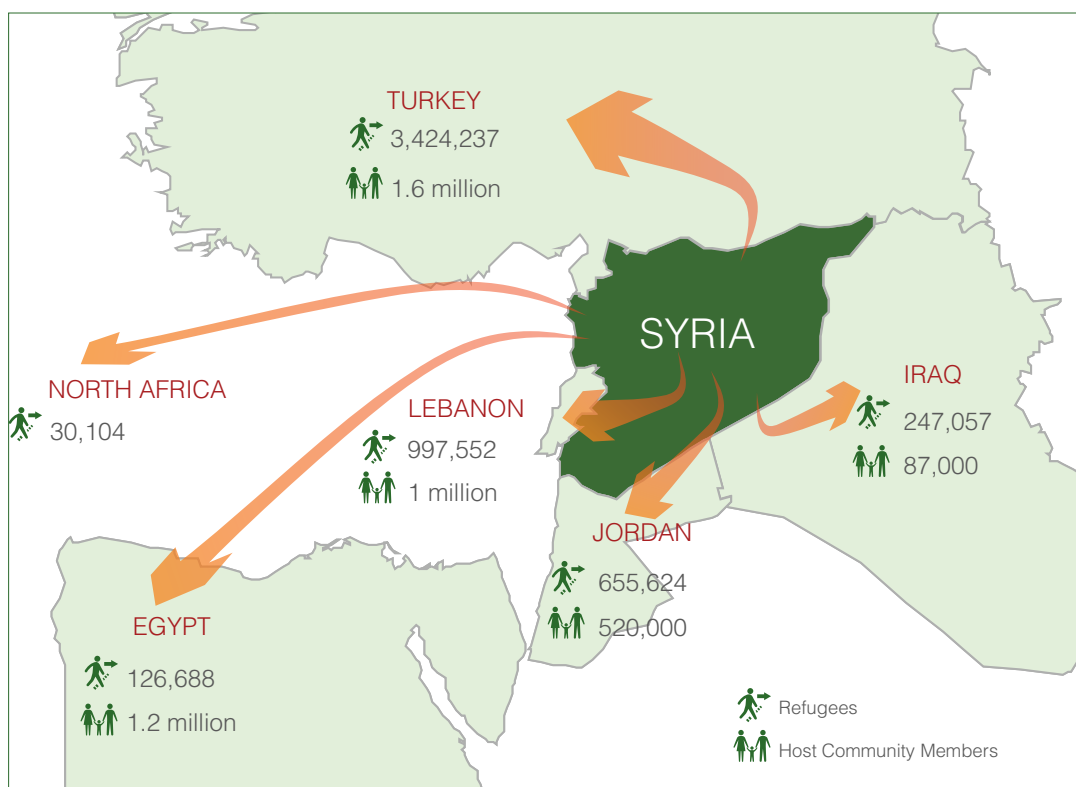 TURKEY
3,424,237
1.6 million
SYRIA
NORTH AFRICA
30,104
LEBANON
997,552
1 million
IRAQ
247,057
87,000
JORDAN
655,624
520,000
EGYPT
126,688
1.2 million
Refugees
Host Community Members